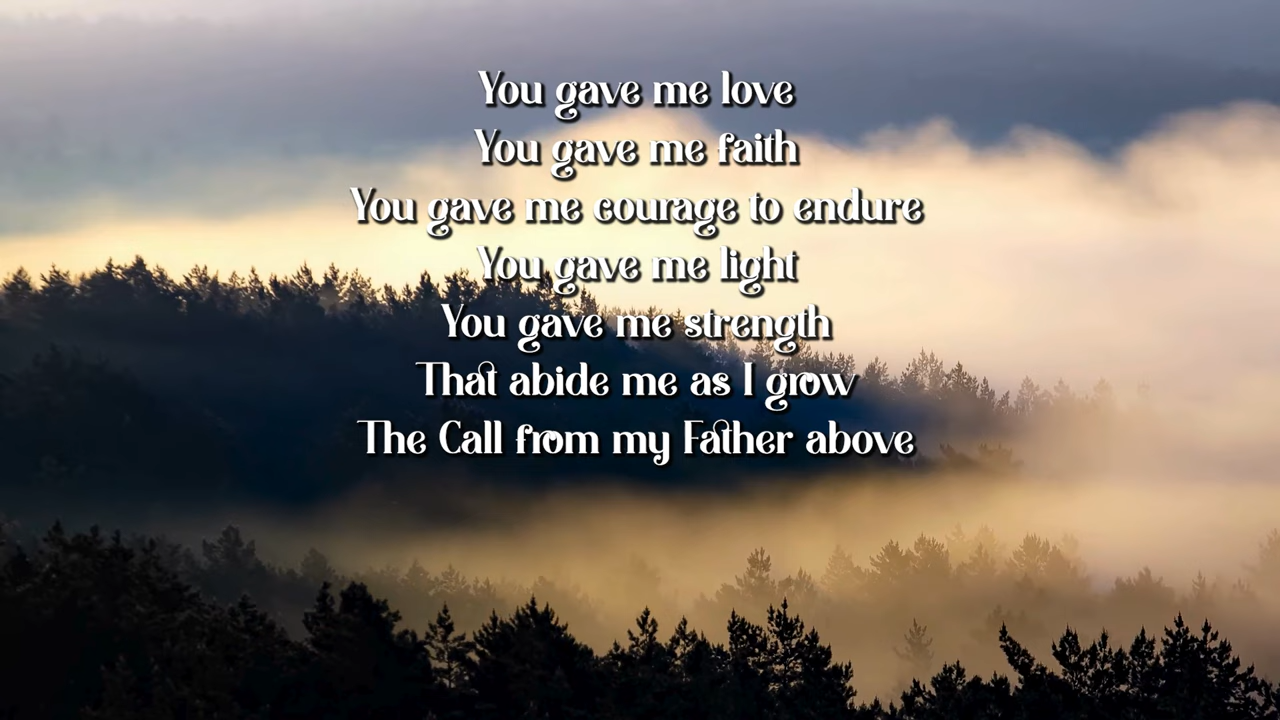 You gave me love
You gave me faith
You gave me courage to endure
You gave me light
You gave me strength
That abide me as I grow
The Call from my Father above